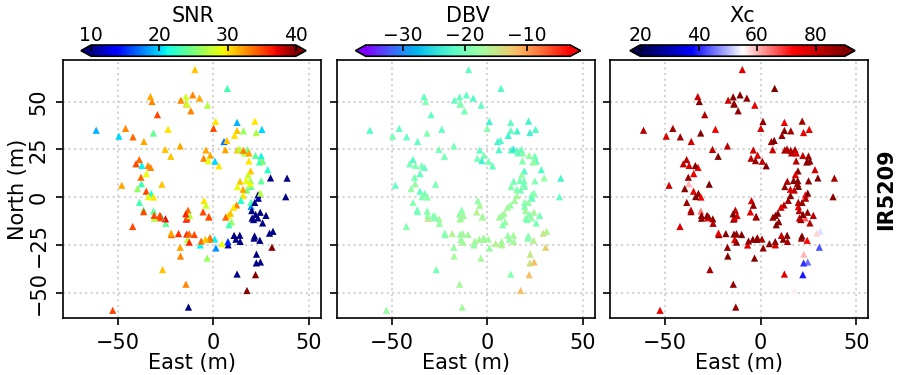 SNR DBV Xc
10 20 30 40 −30 −20 −10 20 40 60 80
50
25
0
−25
−50
North (m)
IR5209
−50 0 50 −50 0 50 −50 0 50
East (m) East (m) East (m)